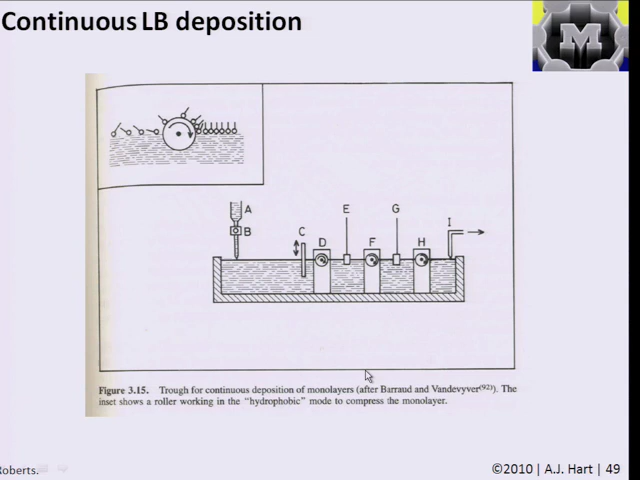 Continuous LB deposition
M
A
B
C
D
E
F
G
H
I
Figure 3.15. Trough for continuous deposition of monolayers (after Barraud and Vandevyver(92)). The
inset shows a roller working in the "hydrophobic" mode to compress the monolayer.
Roberts.
©2010 | A.J. Hart | 49